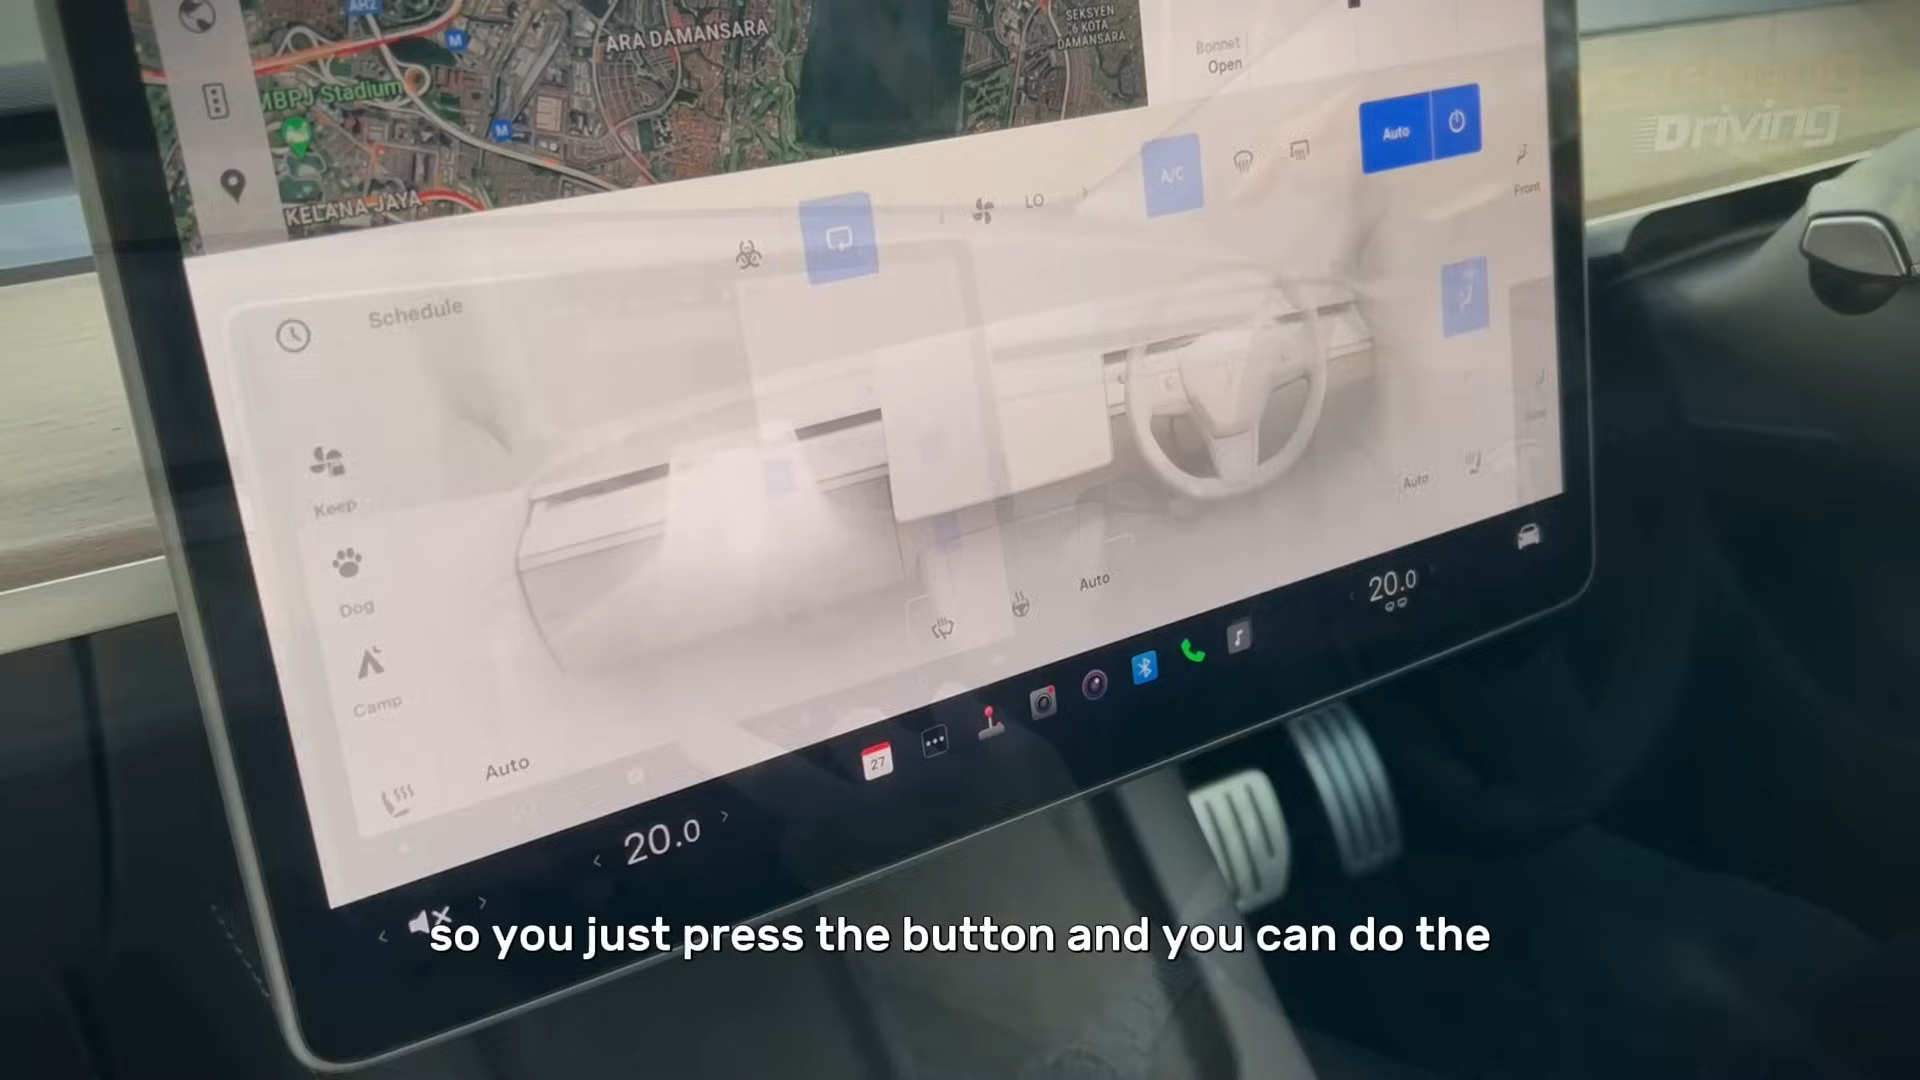 AH2
ARA DAMANSARA
SEKSYEN
6 KOTA
DAMANSARA
Bonnet
Open
MBPJ Stadium
KELANA JAYA
Auto
Driving
A/C
LO
Front
Schedule
Keep
Dog
Camp
Auto
Auto
Auto
20.0
27
20.0
so you just press the button and you can do the